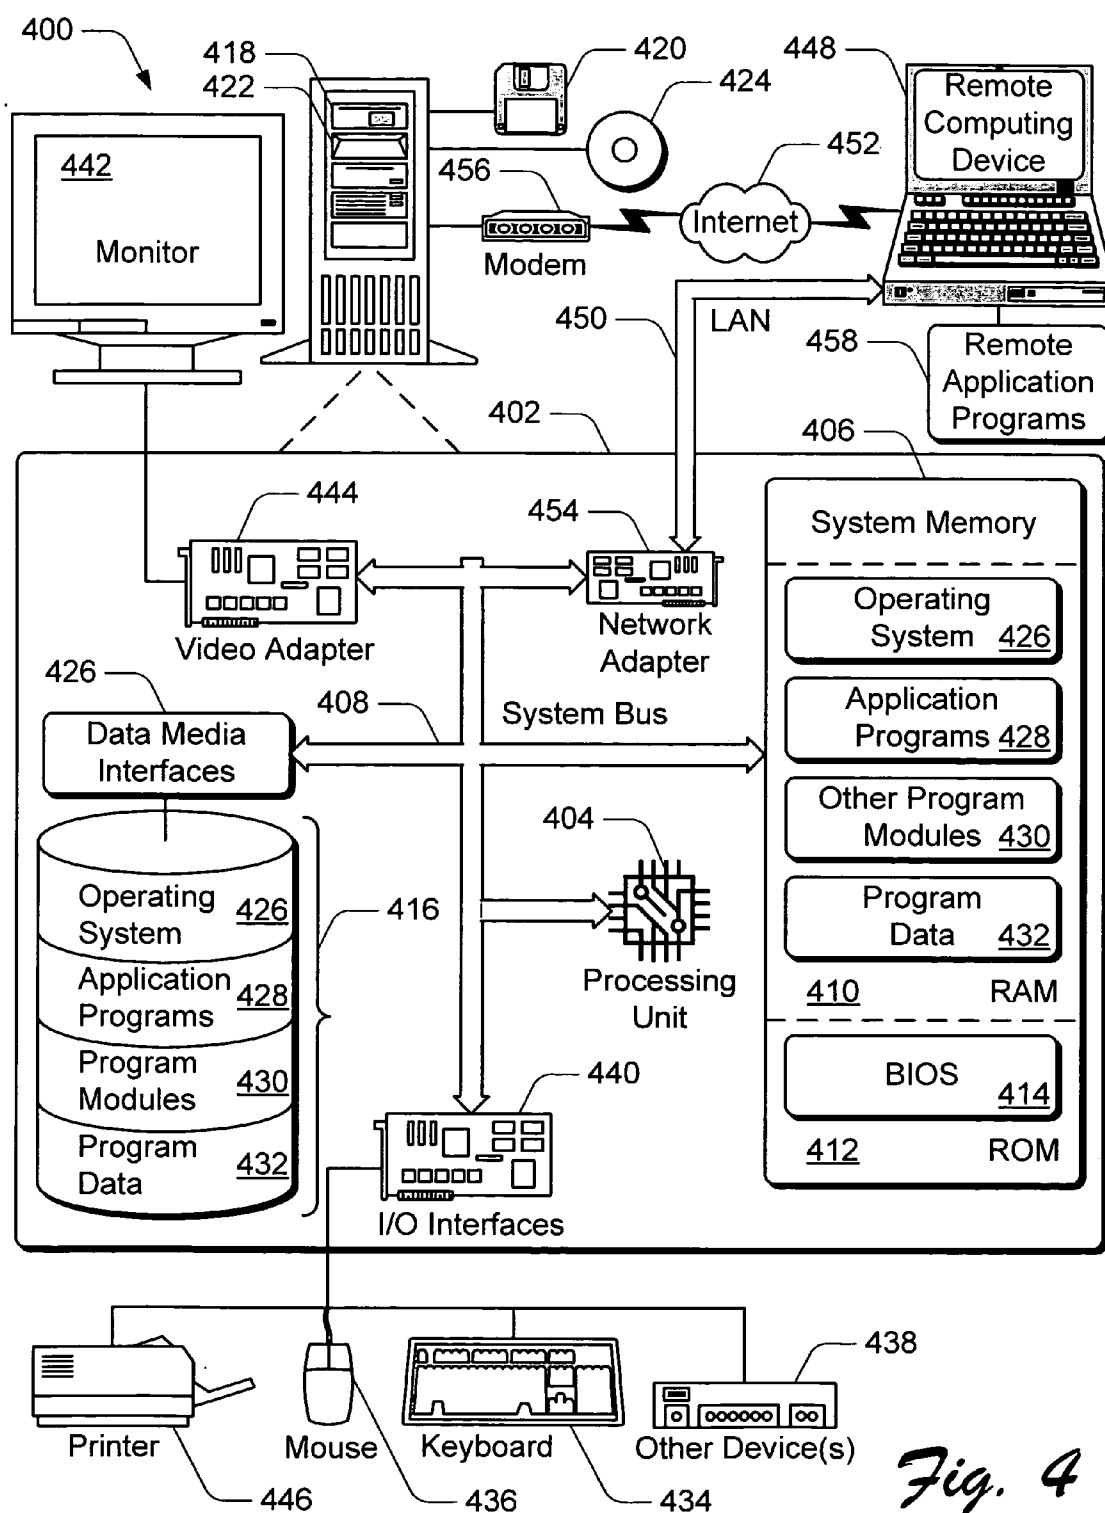 400
418
422
420
424
448
Remote
Computing
Device
442
Monitor
456
Modem
452
Internet
450
LAN
458
Remote
Application
Programs
402
406
444
Video Adapter
454
Network
Adapter
System Memory
Operating
System 426
Application
Programs 428
Other Program
Modules 430
Program
Data 432
410 RAM
BIOS 414
412 ROM
426
Data Media
Interfaces
408
System Bus
404
Processing
Unit
Operating
System 426
Application
Programs 428
Program
Modules 430
Program
Data 432
416
440
I/O Interfaces
438
Printer
Mouse
Keyboard
Other Device(s)
446
436
434
Fig. 4